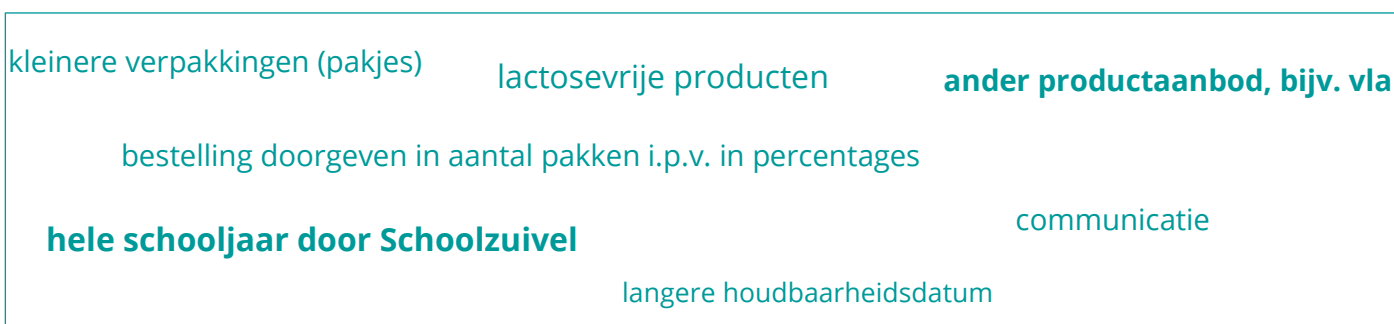 kleinere verpakkingen (pakjes)
lactosevrije producten
ander productaanbod, bijv. vla
bestelling doorgeven in aantal pakken i.p.v. in percentages
communicatie
hele schooljaar door Schoolzuivel
langere houdbaarheidsdatum